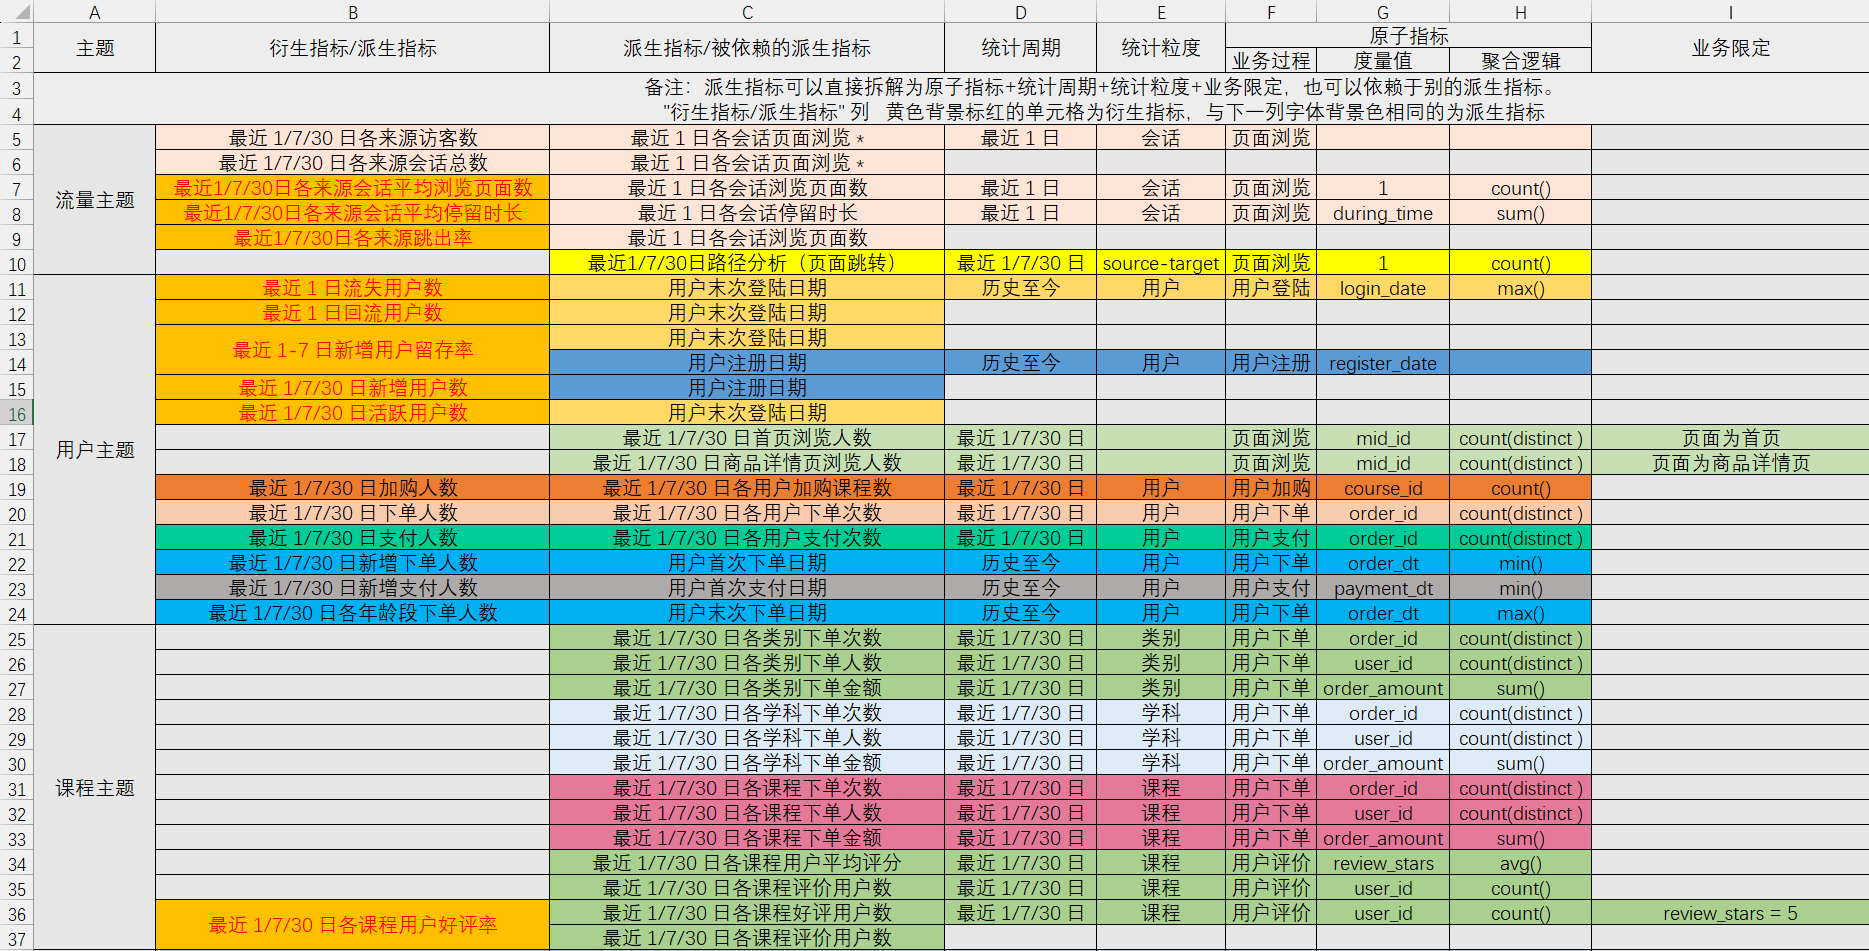 A B C D E F G H I
1 主题 衍生指标/派生指标 派生指标/被依赖的派生指标 统计周期 统计粒度 原子指标 业务限定
2 业务过程 度量值 聚合逻辑
3 备注：派生指标可以直接拆解为原子指标+统计周期+统计粒度+业务限定，也可以依赖于别的派生指标。
4 "衍生指标/派生指标" 列 黄色背景标红的单元格为衍生指标，与下一列字体背景色相同的为派生指标
5 最近 1/7/30 日各来源访客数 最近 1 日各会话页面浏览 * 最近 1 日 会话 页面浏览
6 最近 1/7/30 日各来源会话总数 最近 1 日各会话页面浏览 *
7 最近1/7/30日各来源会话平均浏览页面数 最近 1 日各会话浏览页面数 最近 1 日 会话 页面浏览 1 count()
流量主题
8 最近1/7/30日各来源会话平均停留时长 最近 1 日各会话停留时长 最近 1 日 会话 页面浏览 during_time sum()
9 最近1/7/30日各来源跳出率 最近 1 日各会话浏览页面数
10 最近1/7/30日路径分析（页面跳转） 最近 1/7/30 日 source-target 页面浏览 1 count()
11 最近 1 日流失用户数 用户末次登陆日期 历史至今 用户 用户登陆 login_date max()
12 最近 1 日回流用户数 用户末次登陆日期
13 用户末次登陆日期
最近 1-7 日新增用户留存率
14 用户注册日期 历史至今 用户 用户注册 register_date
15 最近 1/7/30 日新增用户数 用户注册日期
16 最近 1/7/30 日活跃用户数 用户末次登陆日期
17 最近 1/7/30 日首页浏览人数 最近 1/7/30 日 页面浏览 mid_id count(distinct ) 页面为首页
用户主题
18 最近 1/7/30 日商品详情页浏览人数 最近 1/7/30 日 页面浏览 mid_id count(distinct ) 页面为商品详情页
19 最近 1/7/30 日加购人数 最近 1/7/30 日各用户加购课程数 最近 1/7/30 日 用户 用户加购 course_id count()
20 最近 1/7/30 日下单人数 最近 1/7/30 日各用户下单次数 最近 1/7/30 日 用户 用户下单 order_id count(distinct )
21 最近 1/7/30 日支付人数 最近 1/7/30 日各用户支付次数 最近 1/7/30 日 用户 用户支付 order_id count(distinct )
22 最近 1/7/30 日新增下单人数 用户首次下单日期 历史至今 用户 用户下单 order_dt min()
23 最近 1/7/30 日新增支付人数 用户首次支付日期 历史至今 用户 用户支付 payment_dt min()
24 最近 1/7/30 日各年龄段下单人数 用户末次下单日期 历史至今 用户 用户下单 order_dt max()
25 最近 1/7/30 日各类别下单次数 最近 1/7/30 日 类别 用户下单 order_id count(distinct )
26 最近 1/7/30 日各类别下单人数 最近 1/7/30 日 类别 用户下单 user_id count(distinct )
27 最近 1/7/30 日各类别下单金额 最近 1/7/30 日 类别 用户下单 order_amount sum()
28 最近 1/7/30 日各学科下单次数 最近 1/7/30 日 学科 用户下单 order_id count(distinct )
29 最近 1/7/30 日各学科下单人数 最近 1/7/30 日 学科 用户下单 user_id count(distinct )
30 最近 1/7/30 日各学科下单金额 最近 1/7/30 日 学科 用户下单 order_amount sum()
31 课程主题 最近 1/7/30 日各课程下单次数 最近 1/7/30 日 课程 用户下单 order_id count(distinct )
32 最近 1/7/30 日各课程下单人数 最近 1/7/30 日 课程 用户下单 user_id count(distinct )
33 最近 1/7/30 日各课程下单金额 最近 1/7/30 日 课程 用户下单 order_amount sum()
34 最近 1/7/30 日各课程用户平均评分 最近 1/7/30 日 课程 用户评价 review_stars avg()
35 最近 1/7/30 日各课程评价用户数 最近 1/7/30 日 课程 用户评价 user_id count()
36 最近 1/7/30 日各课程好评用户数 最近 1/7/30 日 课程 用户评价 user_id count() review_stars = 5
最近 1/7/30 日各课程用户好评率
37 最近 1/7/30 日各课程评价用户数